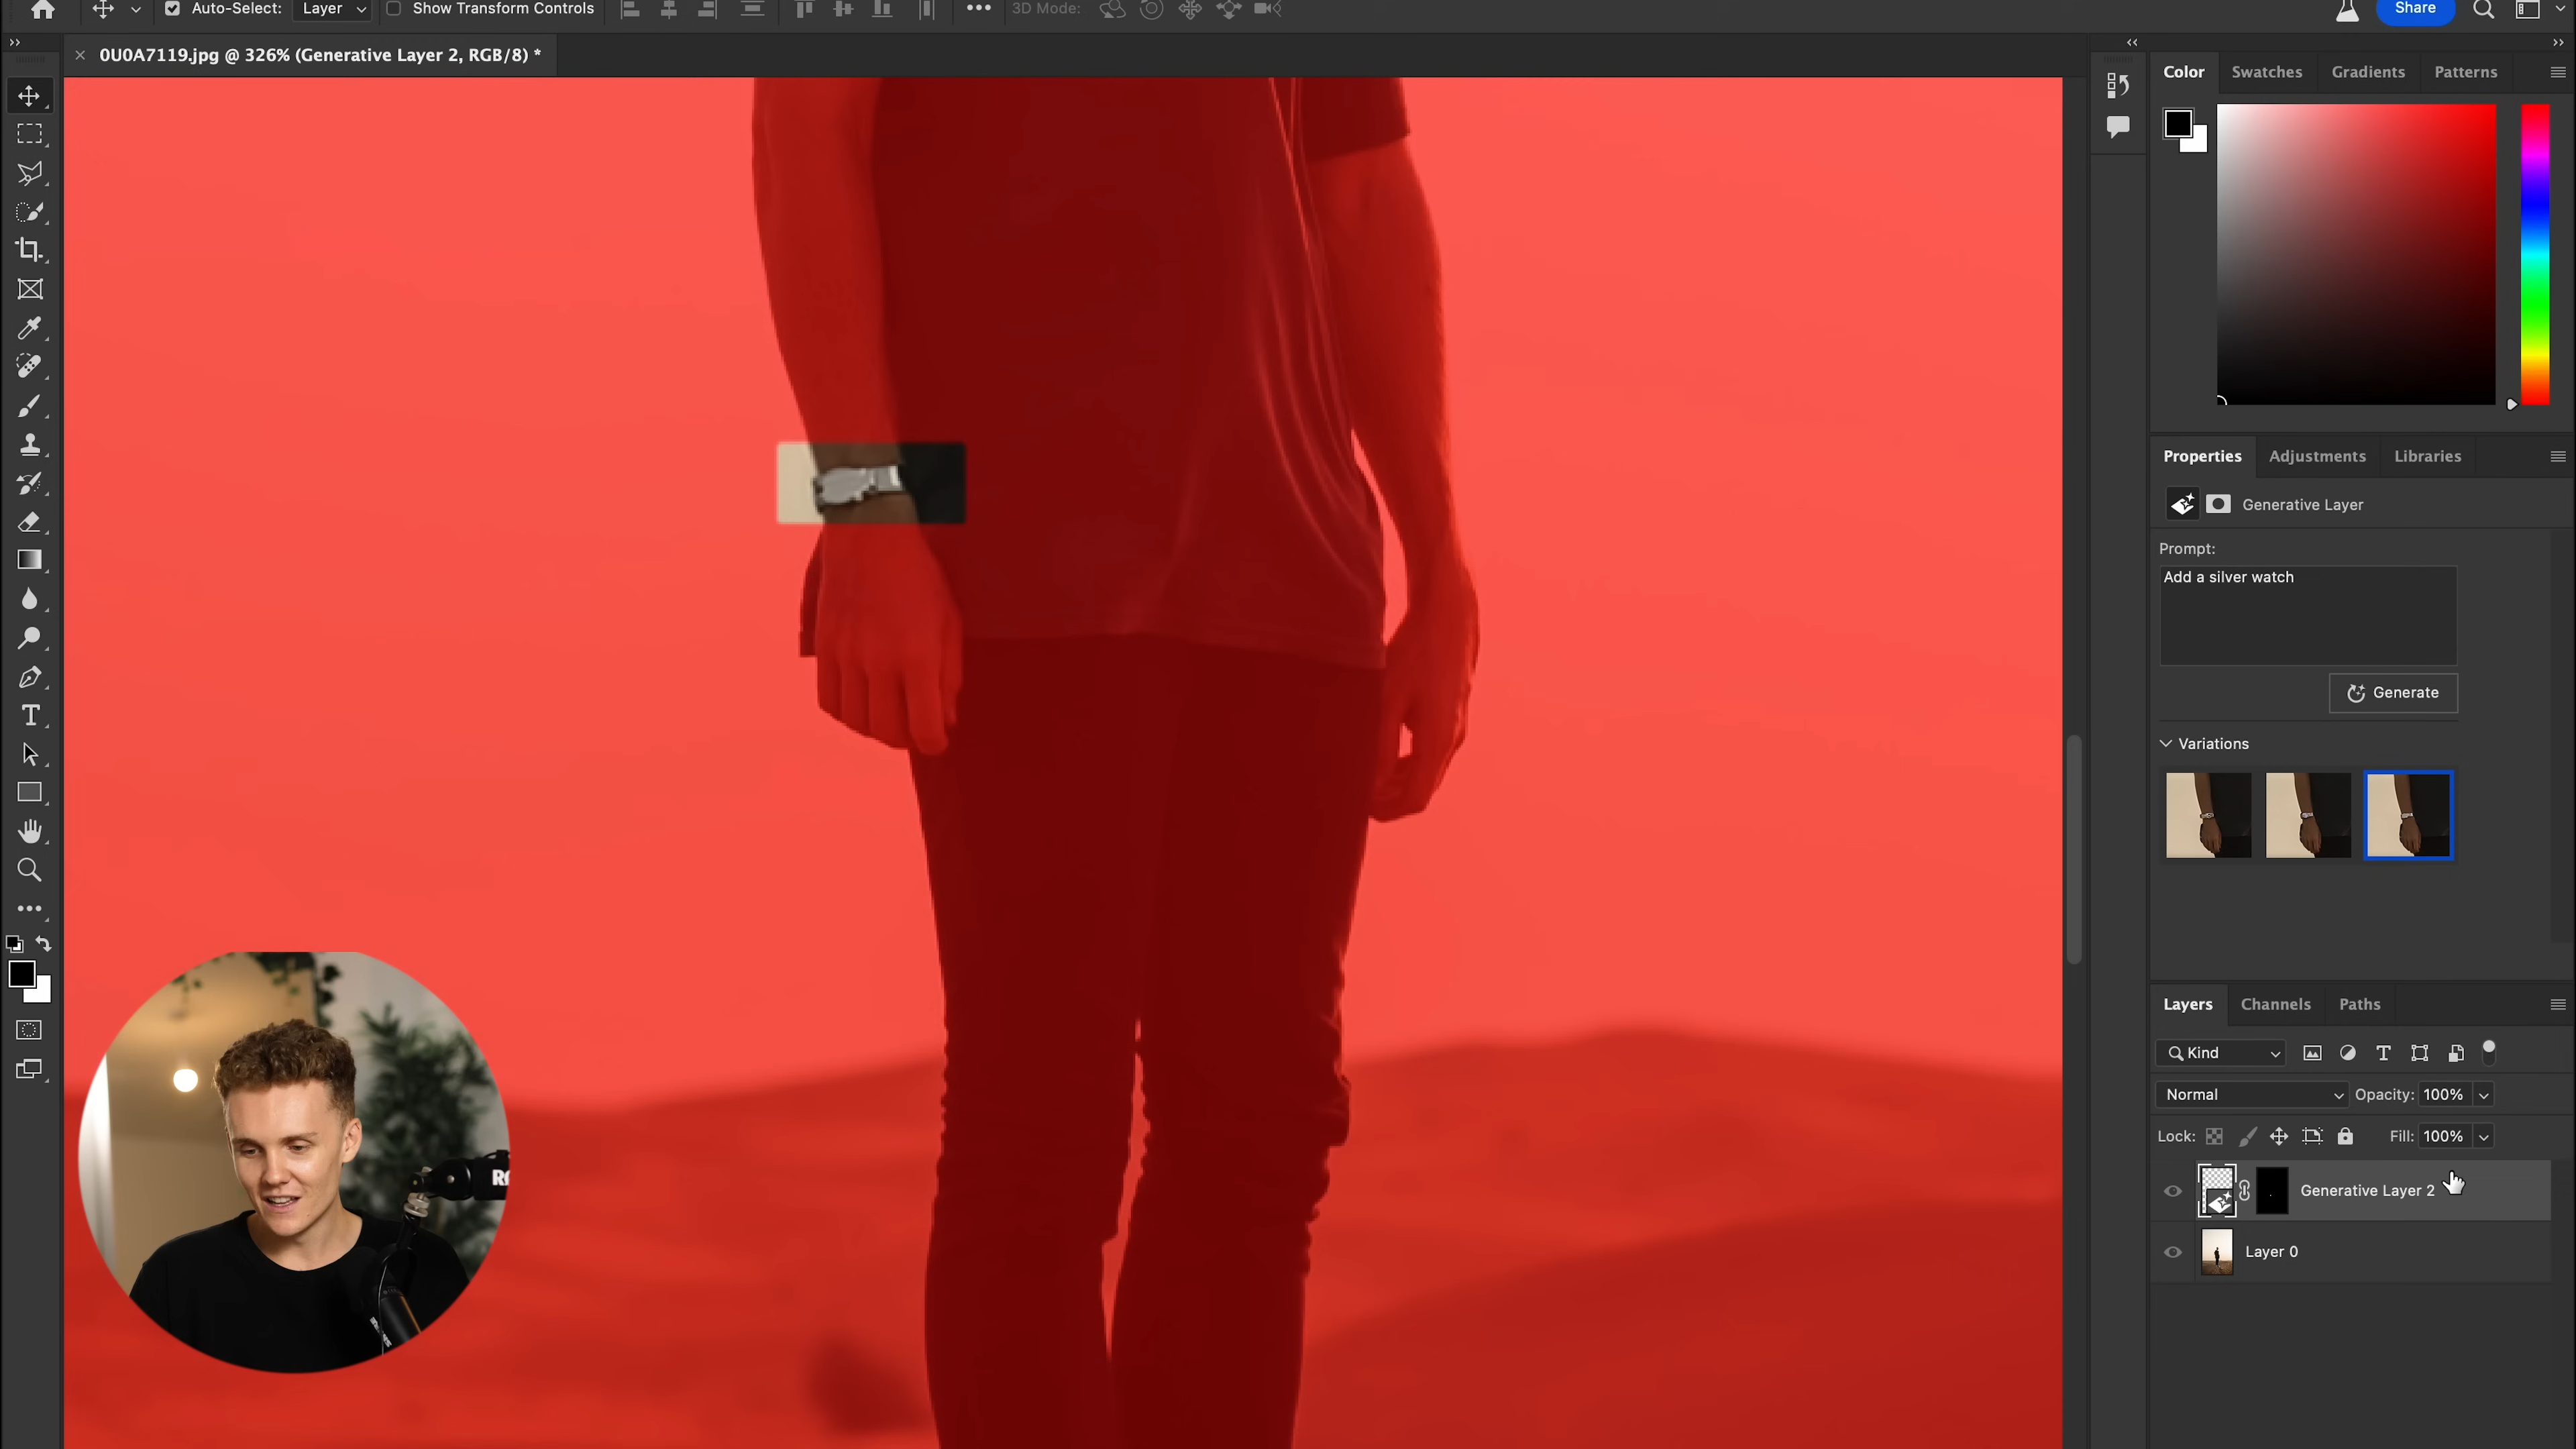 Auto-Select: Layer Show Transform Controls 3D Mode: Share
0U0A7119.jpg @ 326% (Generative Layer 2, RGB/8) *
Color Swatches Gradients Patterns
Properties Adjustments Libraries
Generative Layer
Prompt:
Add a silver watch
Generate
Variations
Layers Channels Paths
Kind
Normal Opacity: 100%
Lock: Fill: 100%
Generative Layer 2
Layer 0